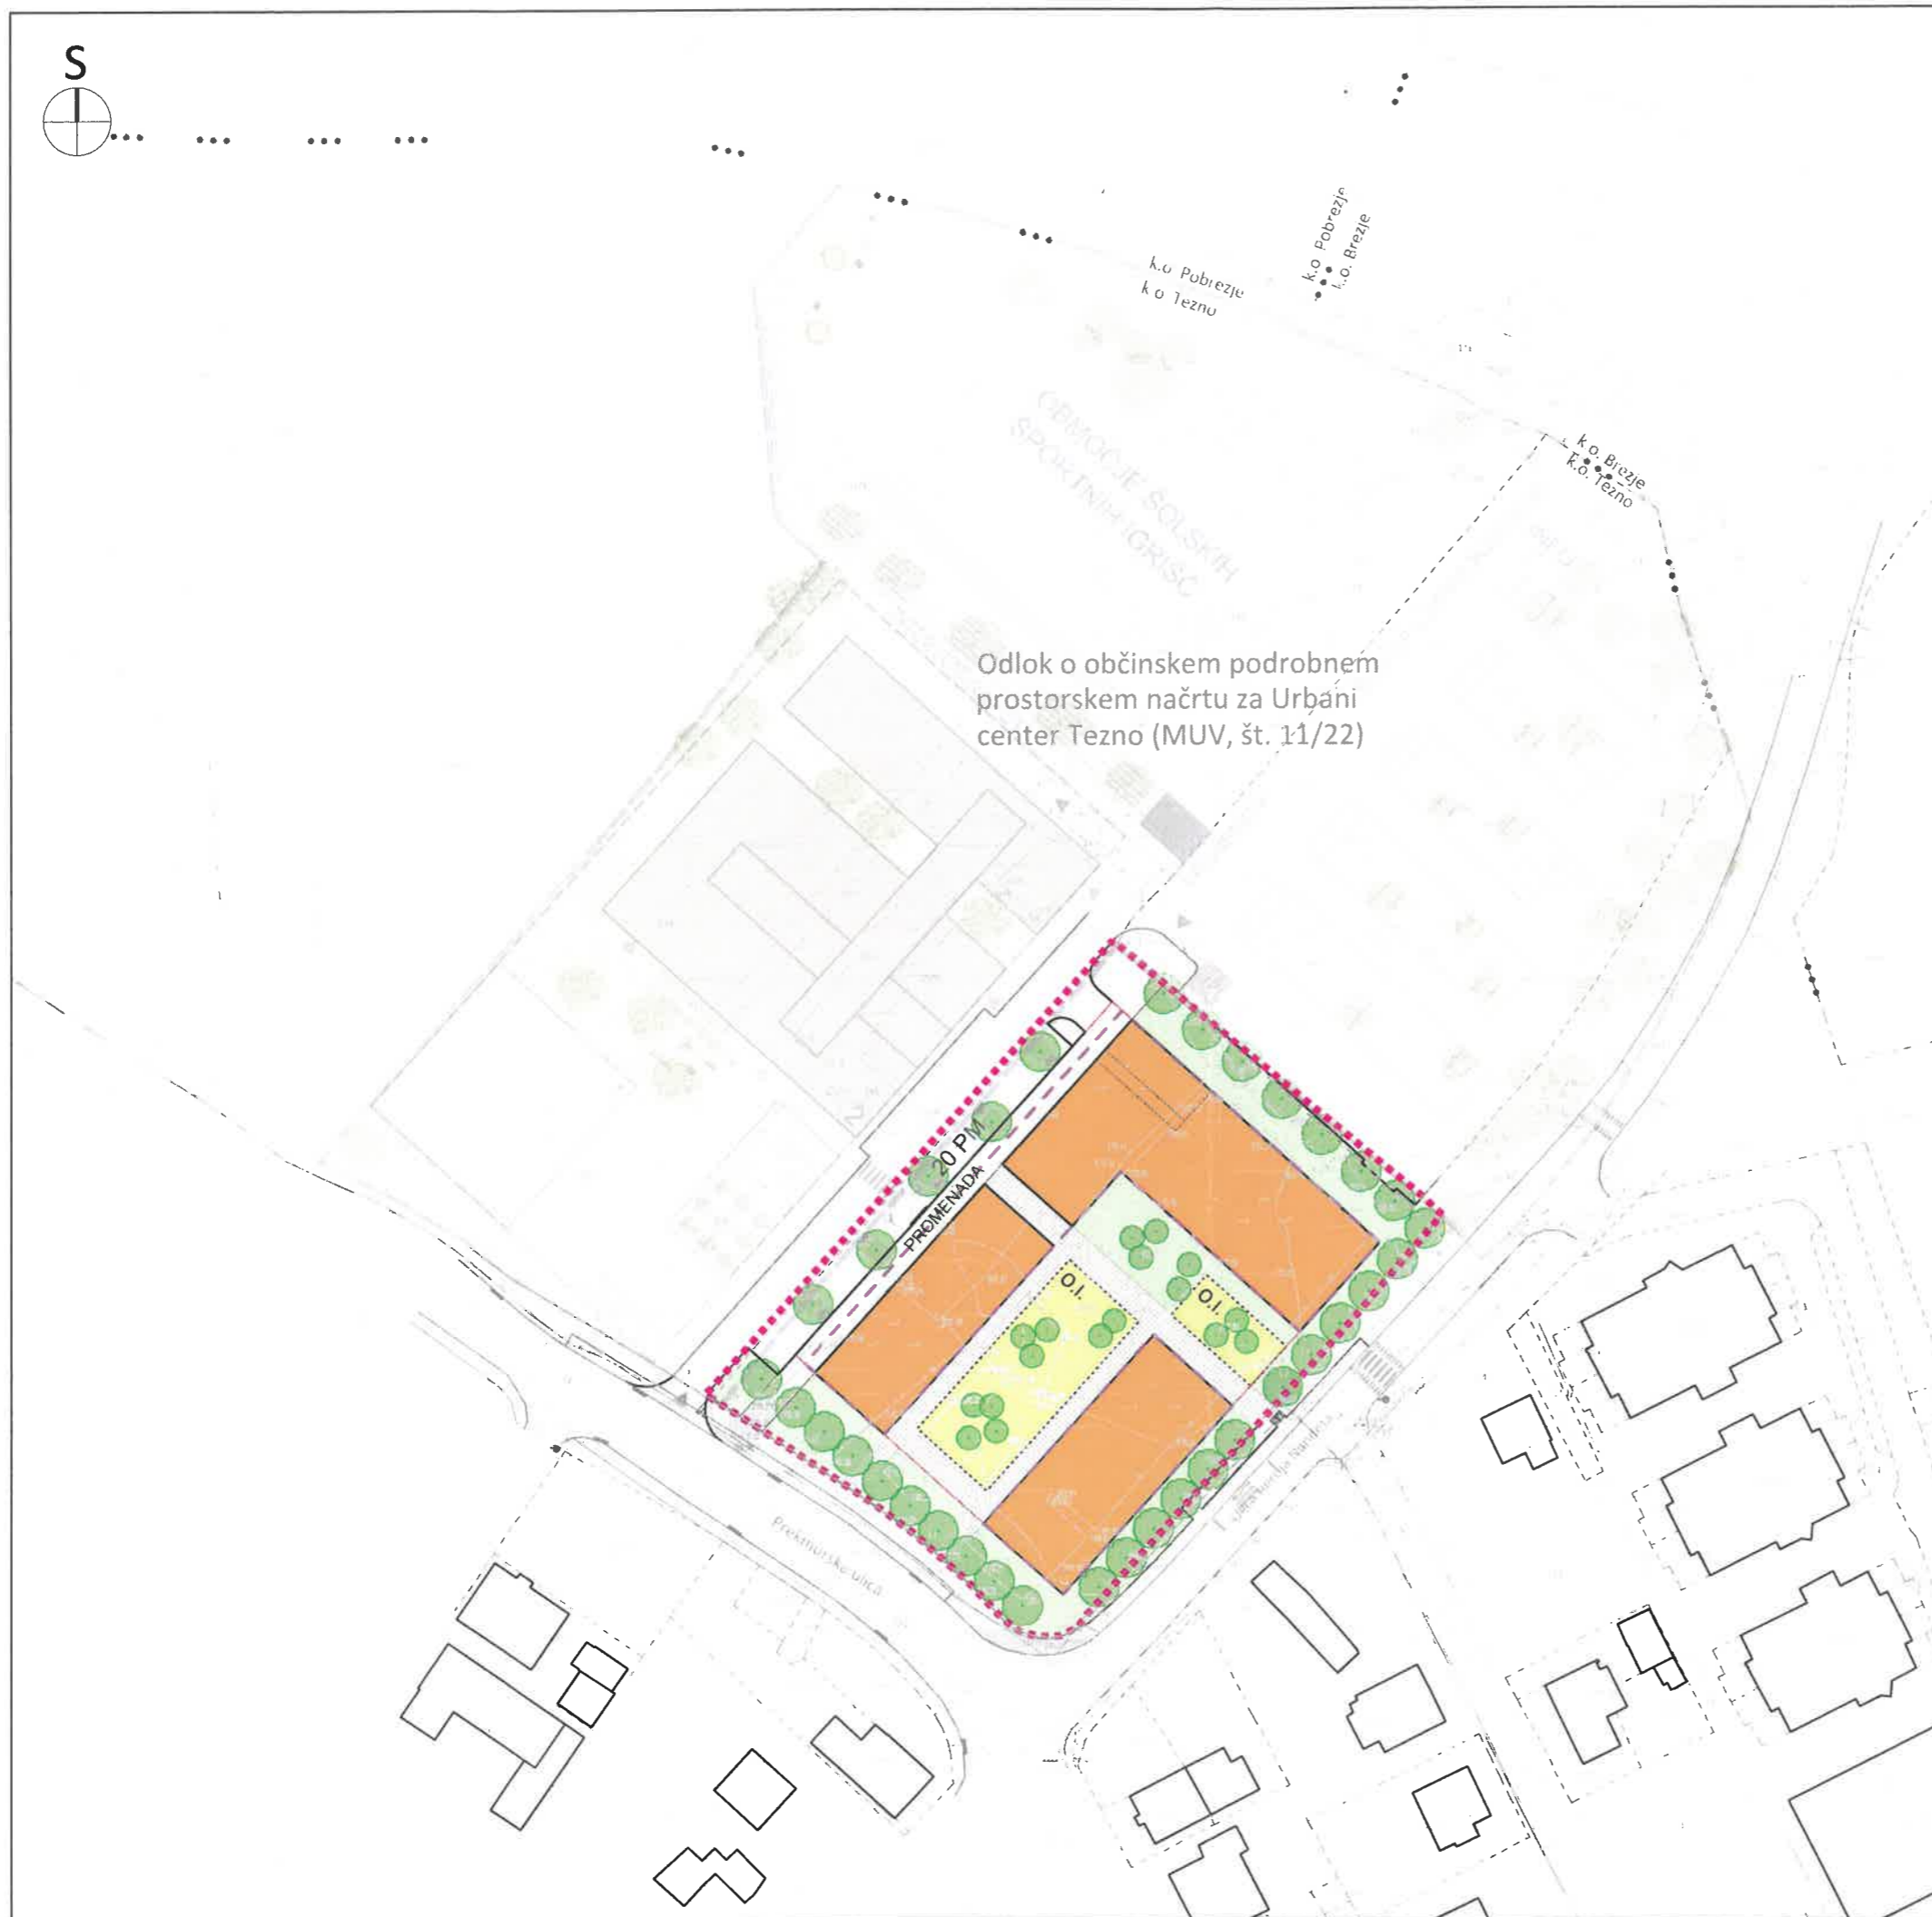 S
k.o Pobrezje
k.o. Brezje
k.o Pobrezje
k o Tezno
k o. Brezje
k.o. Tezno
OBMOČJE ŠOLSKIH
ŠPORTNIH IGRIŠČ
Odlok o občinskem podrobnem
prostorskem načrtu za Urbani
center Tezno (MUV, št. 11/22)
20 PM
PROMENADA
O.I.
O.I.
Prekmurska ulica